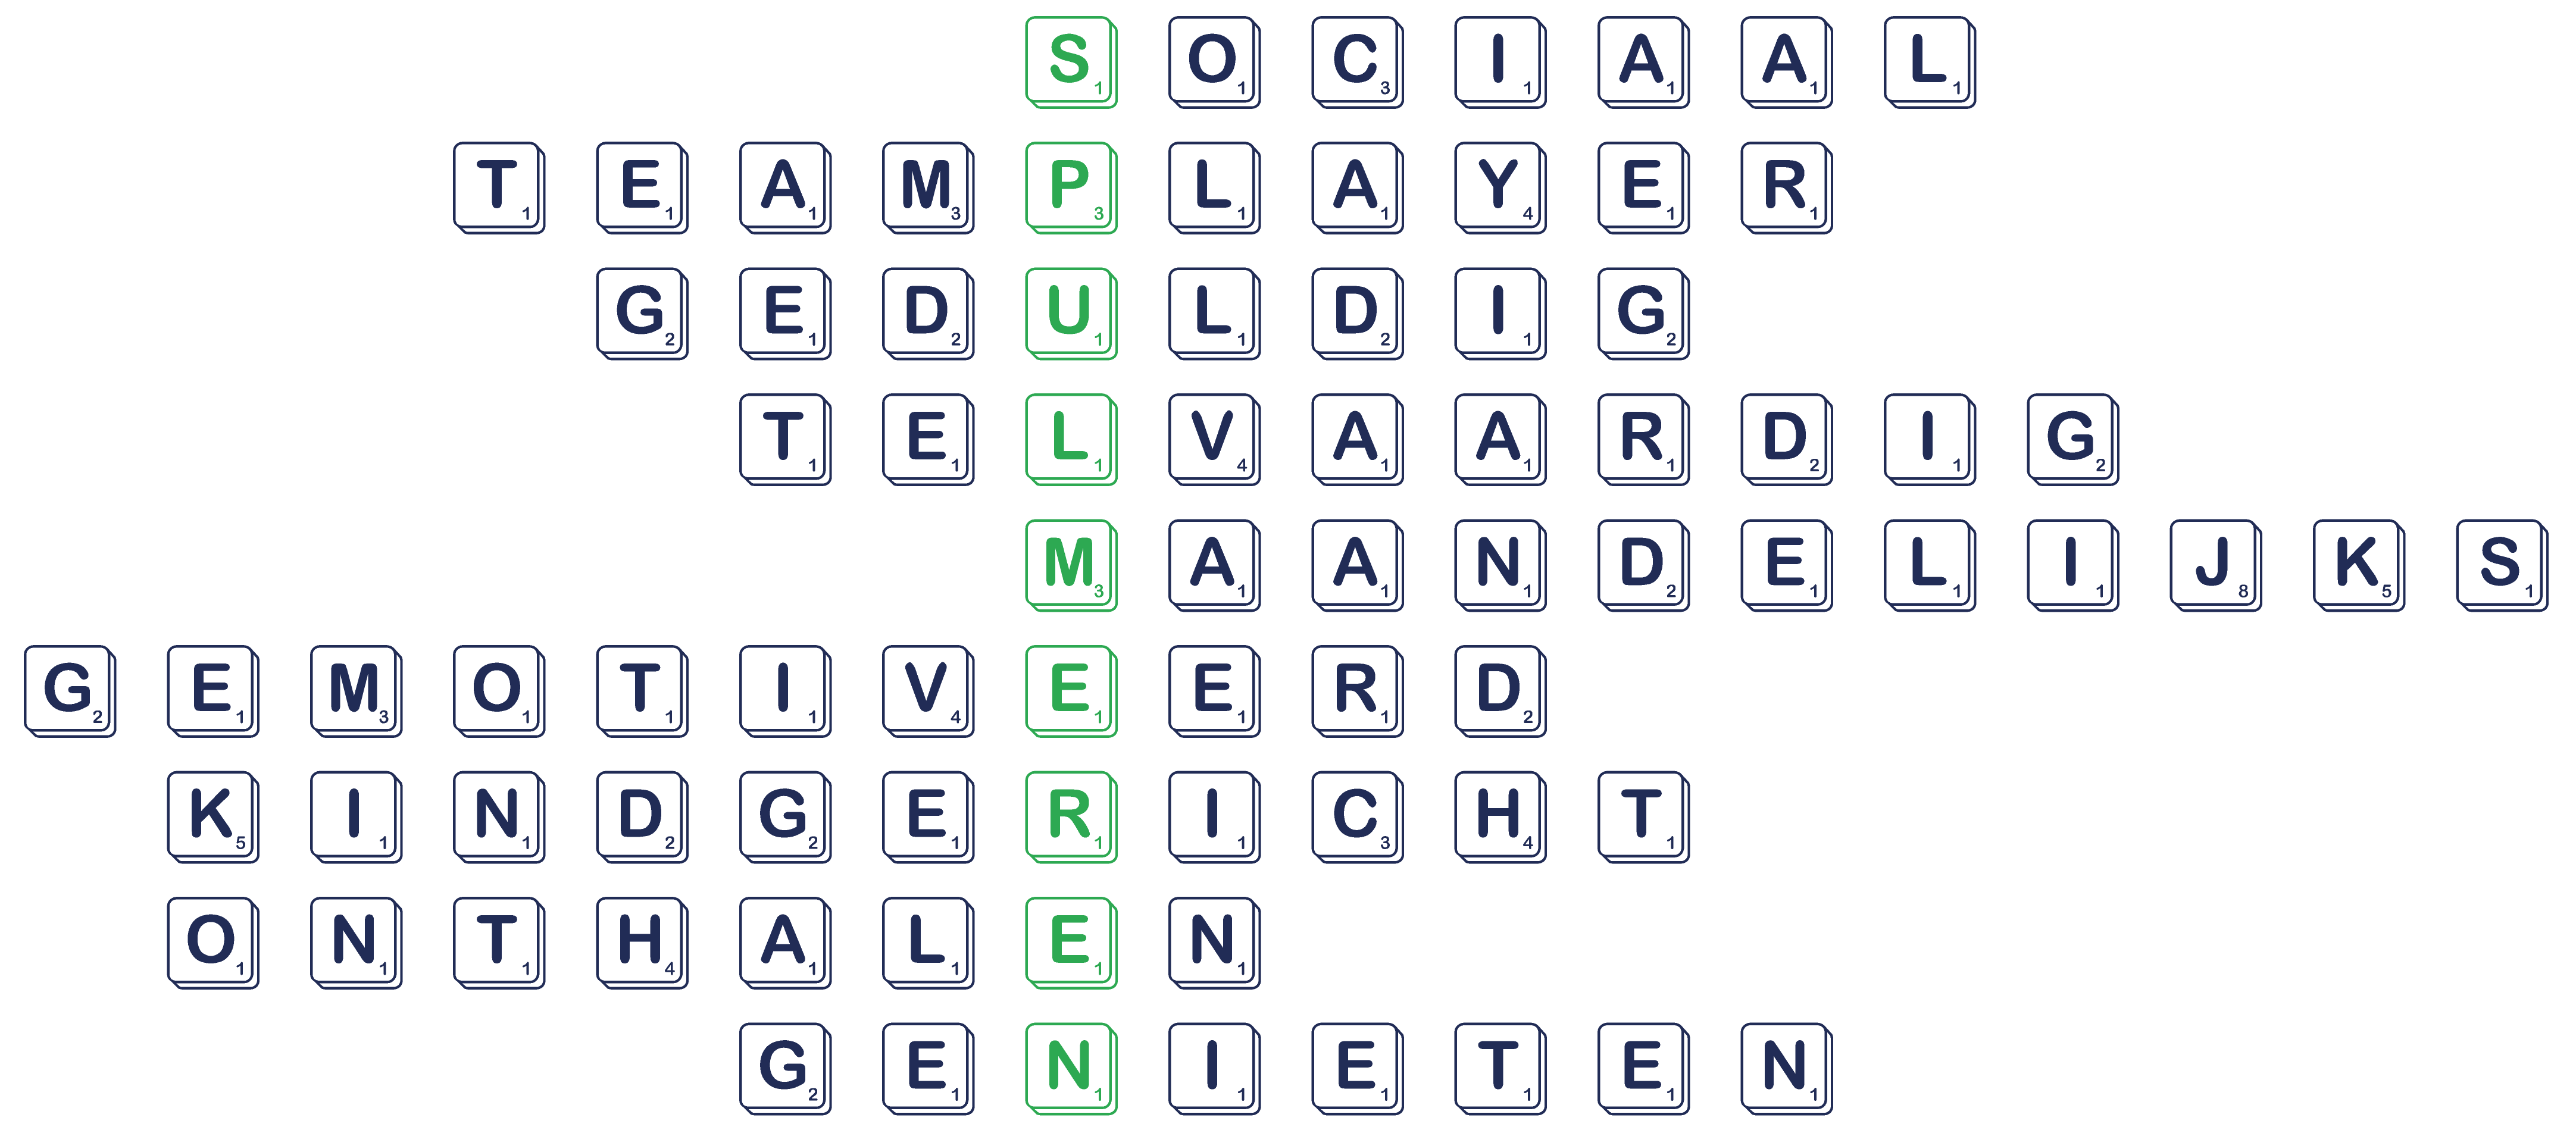 SOCIAAL
TEAMPLAYER
GEDULDIG
TELVAARDIG
MAANDELIJKS
GEMOTIVEERD
KINDGERICHT
ONTHALEN
GENIETEN